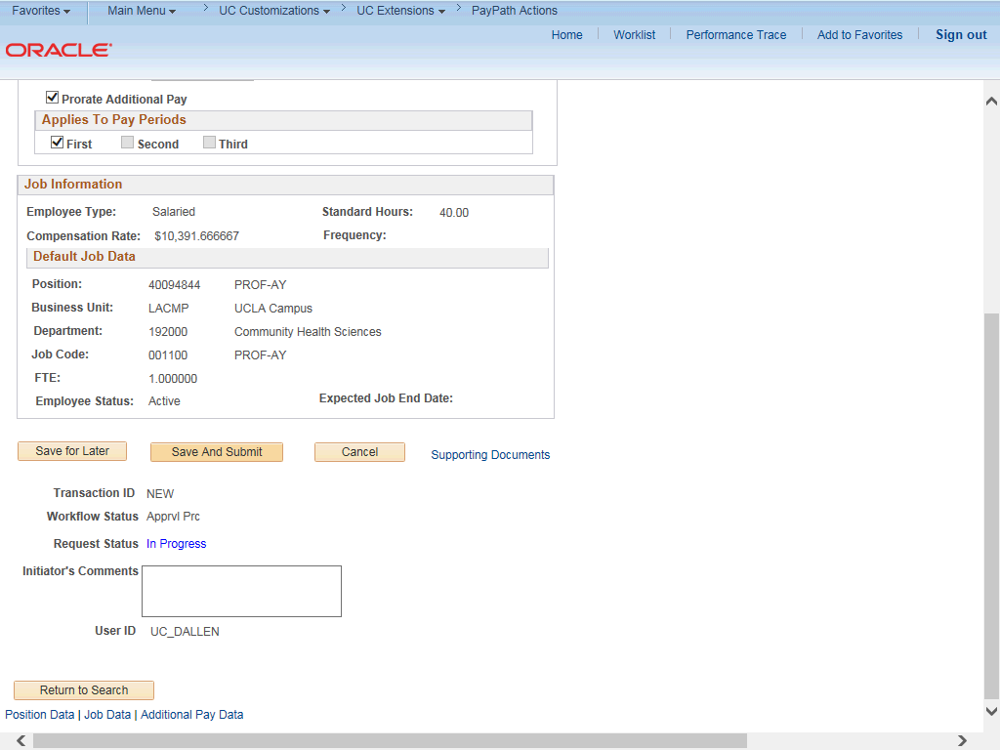 Favorites Main Menu > UC Customizations > UC Extensions > PayPath Actions
Home Worklist Performance Trace Add to Favorites Sign out
ORACLE
Prorate Additional Pay
Applies To Pay Periods
First Second Third
Job Information
Employee Type: Salaried Standard Hours: 40.00
Compensation Rate: $10,391.666667 Frequency:
Default Job Data
Position: 40094844 PROF-AY
Business Unit: LACMP UCLA Campus
Department: 192000 Community Health Sciences
Job Code: 001100 PROF-AY
FTE: 1.000000
Employee Status: Active Expected Job End Date:
Save for Later Save And Submit Cancel Supporting Documents
Transaction ID NEW
Workflow Status Apprvl Prc
Request Status In Progress
Initiator's Comments
User ID UC_DALLEN
Return to Search
Position Data | Job Data | Additional Pay Data